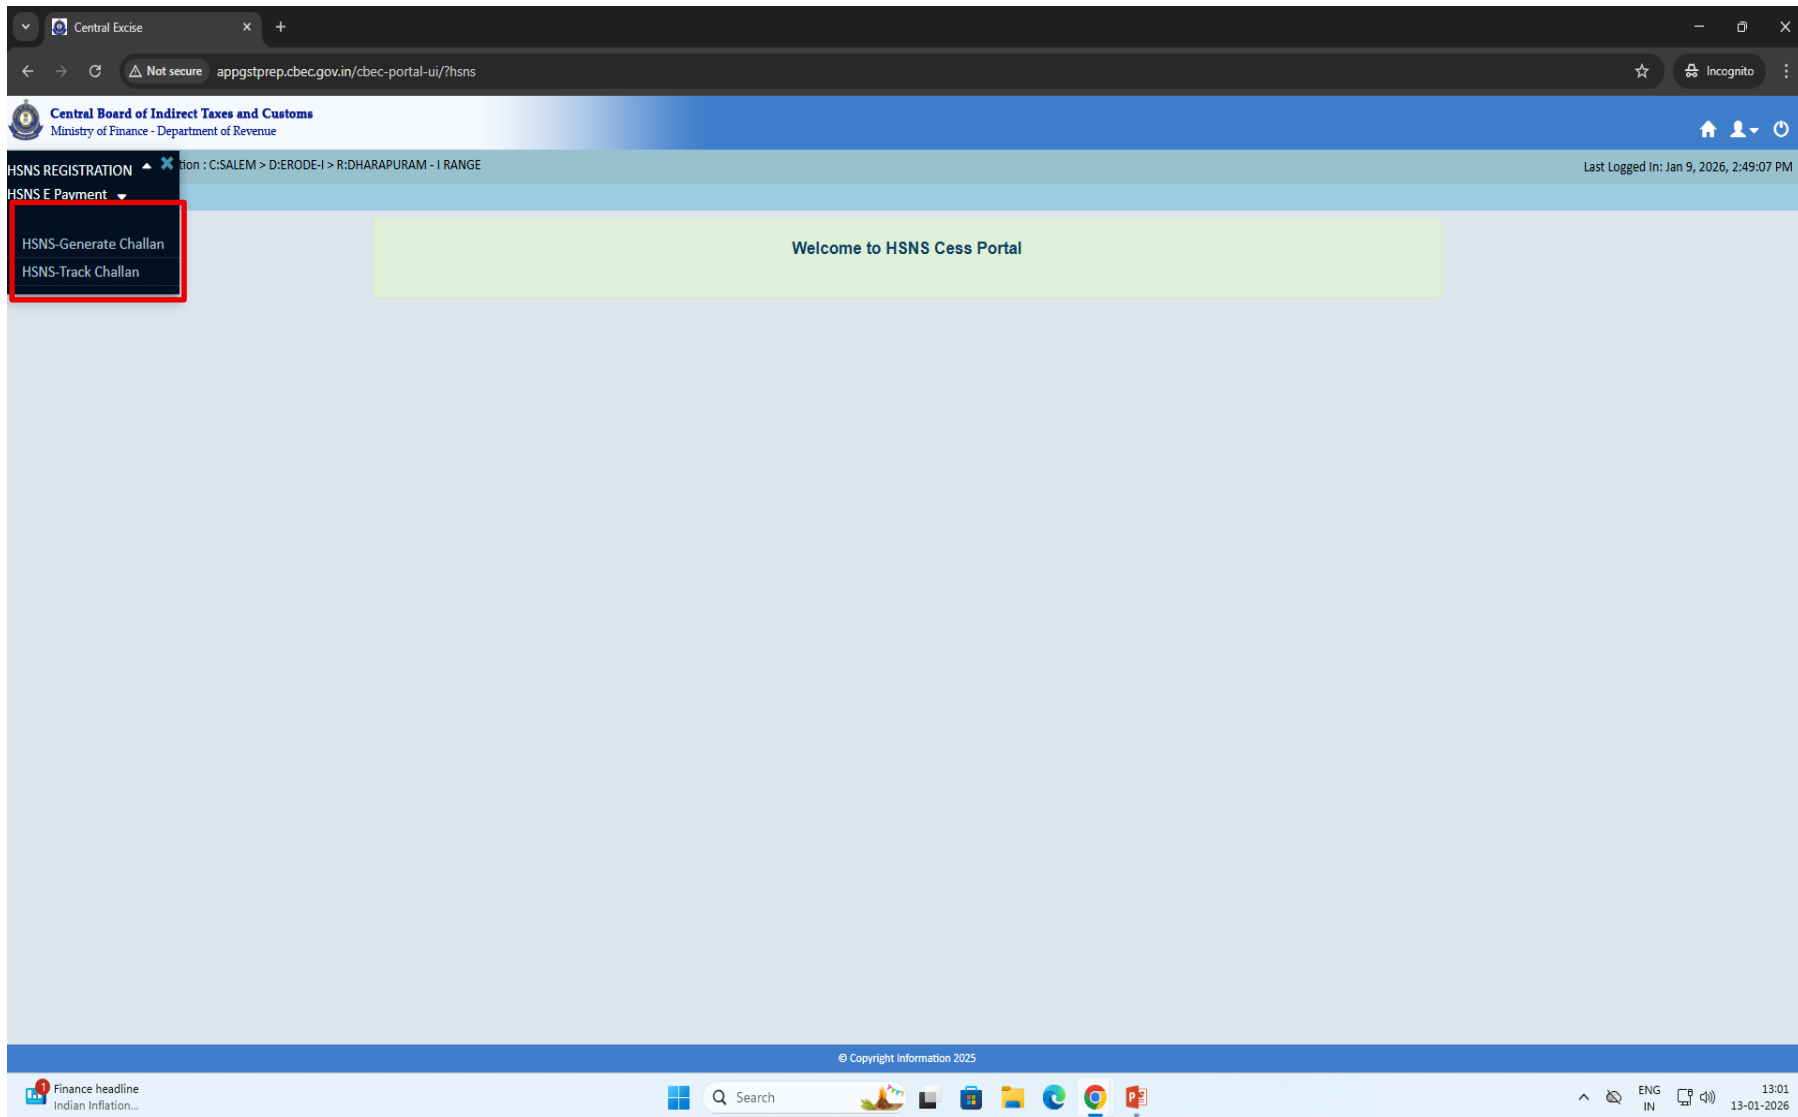 Central Excise
Not secure appgstprep.cbec.gov.in/cbec-portal-ui/?hsns
Incognito
Central Board of Indirect Taxes and Customs
Ministry of Finance - Department of Revenue
HSNS REGISTRATION
tion : C:SALEM > D:ERODE-I > R:DHARAPURAM - I RANGE
Last Logged In: Jan 9, 2026, 2:49:07 PM
HSNS E Payment
HSNS-Generate Challan
HSNS-Track Challan
Welcome to HSNS Cess Portal
© Copyright Information 2025
1
Finance headline
Indian Inflation...
Search
ENG
IN
13:01
13-01-2026